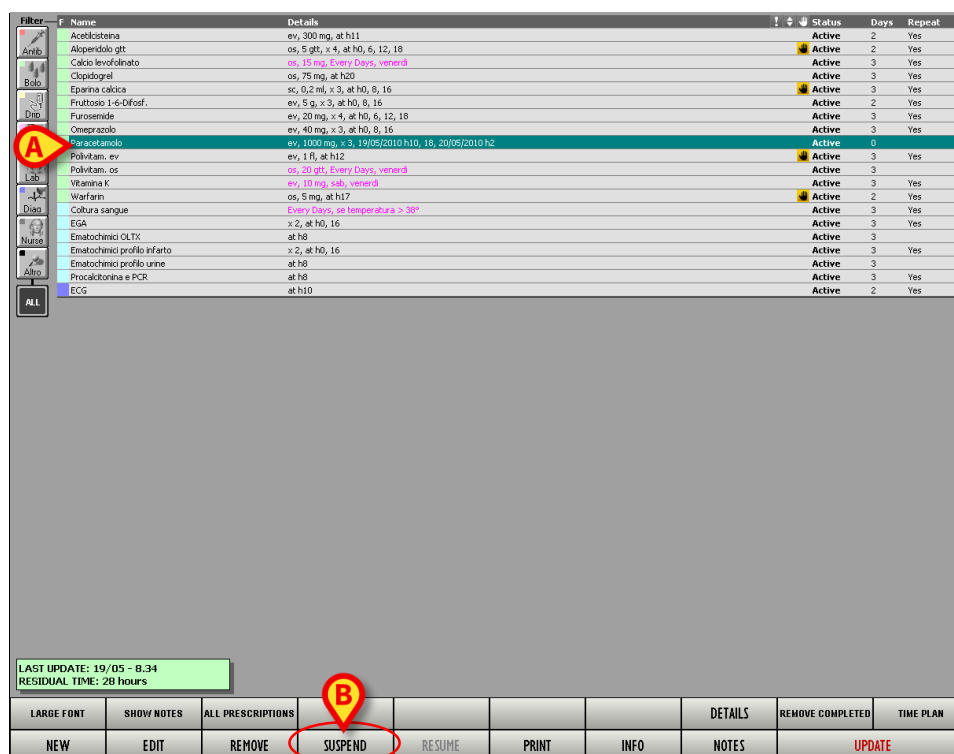 Filter F Name Details ! Status Days Repeat
Acetilcisteina ev, 300 mg, at h11 Active 2 Yes
Antib Aloperidolo gtt os, 5 gtt, x 4, at h0, 6, 12, 18 Active 2 Yes
Calcio levofolinato os, 15 mg, Every Days, venerdì Active 3 Yes
Bolo Clopidogrel os, 75 mg, at h20 Active 3 Yes
Eparina calcica sc, 0,2 ml, x 3, at h0, 8, 16 Active 3 Yes
Fruttosio 1-6-Difosf. ev, 5 g, x 3, at h0, 8, 16 Active 2 Yes
Drip Furosemide ev, 20 mg, x 4, at h0, 6, 12, 18 Active 3 Yes
Omeprazolo ev, 40 mg, x 3, at h0, 8, 16 Active 3 Yes
A Paracetamolo ev, 1000 mg, x 3, 19/05/2010 h10, 18, 20/05/2010 h2 Active 0
Polivitam. ev ev, 1 fl, at h12 Active 3 Yes
Lab Polivitam. os os, 20 gtt, Every Days, venerdì Active 3
Vitamina K ev, 10 mg, sab, venerdì Active 3 Yes
Warfarin os, 5 mg, at h17 Active 2 Yes
Diag Coltura sangue Every Days, se temperatura > 38° Active 3 Yes
EGA x 2, at h0, 16 Active 3 Yes
Nurse Ematochimici OLTX at h8 Active 3
Ematochimici profilo infarto x 2, at h0, 16 Active 3 Yes
Ematochimici profilo urine at h8 Active 3
Altro Procalcitonina e PCR at h8 Active 3 Yes
ECG at h10 Active 2 Yes
ALL
LAST UPDATE: 19/05 - 8.34
RESIDUAL TIME: 28 hours
B
LARGE FONT SHOW NOTES ALL PRESCRIPTIONS DETAILS REMOVE COMPLETED TIME PLAN
NEW EDIT REMOVE SUSPEND RESUME PRINT INFO NOTES UPDATE